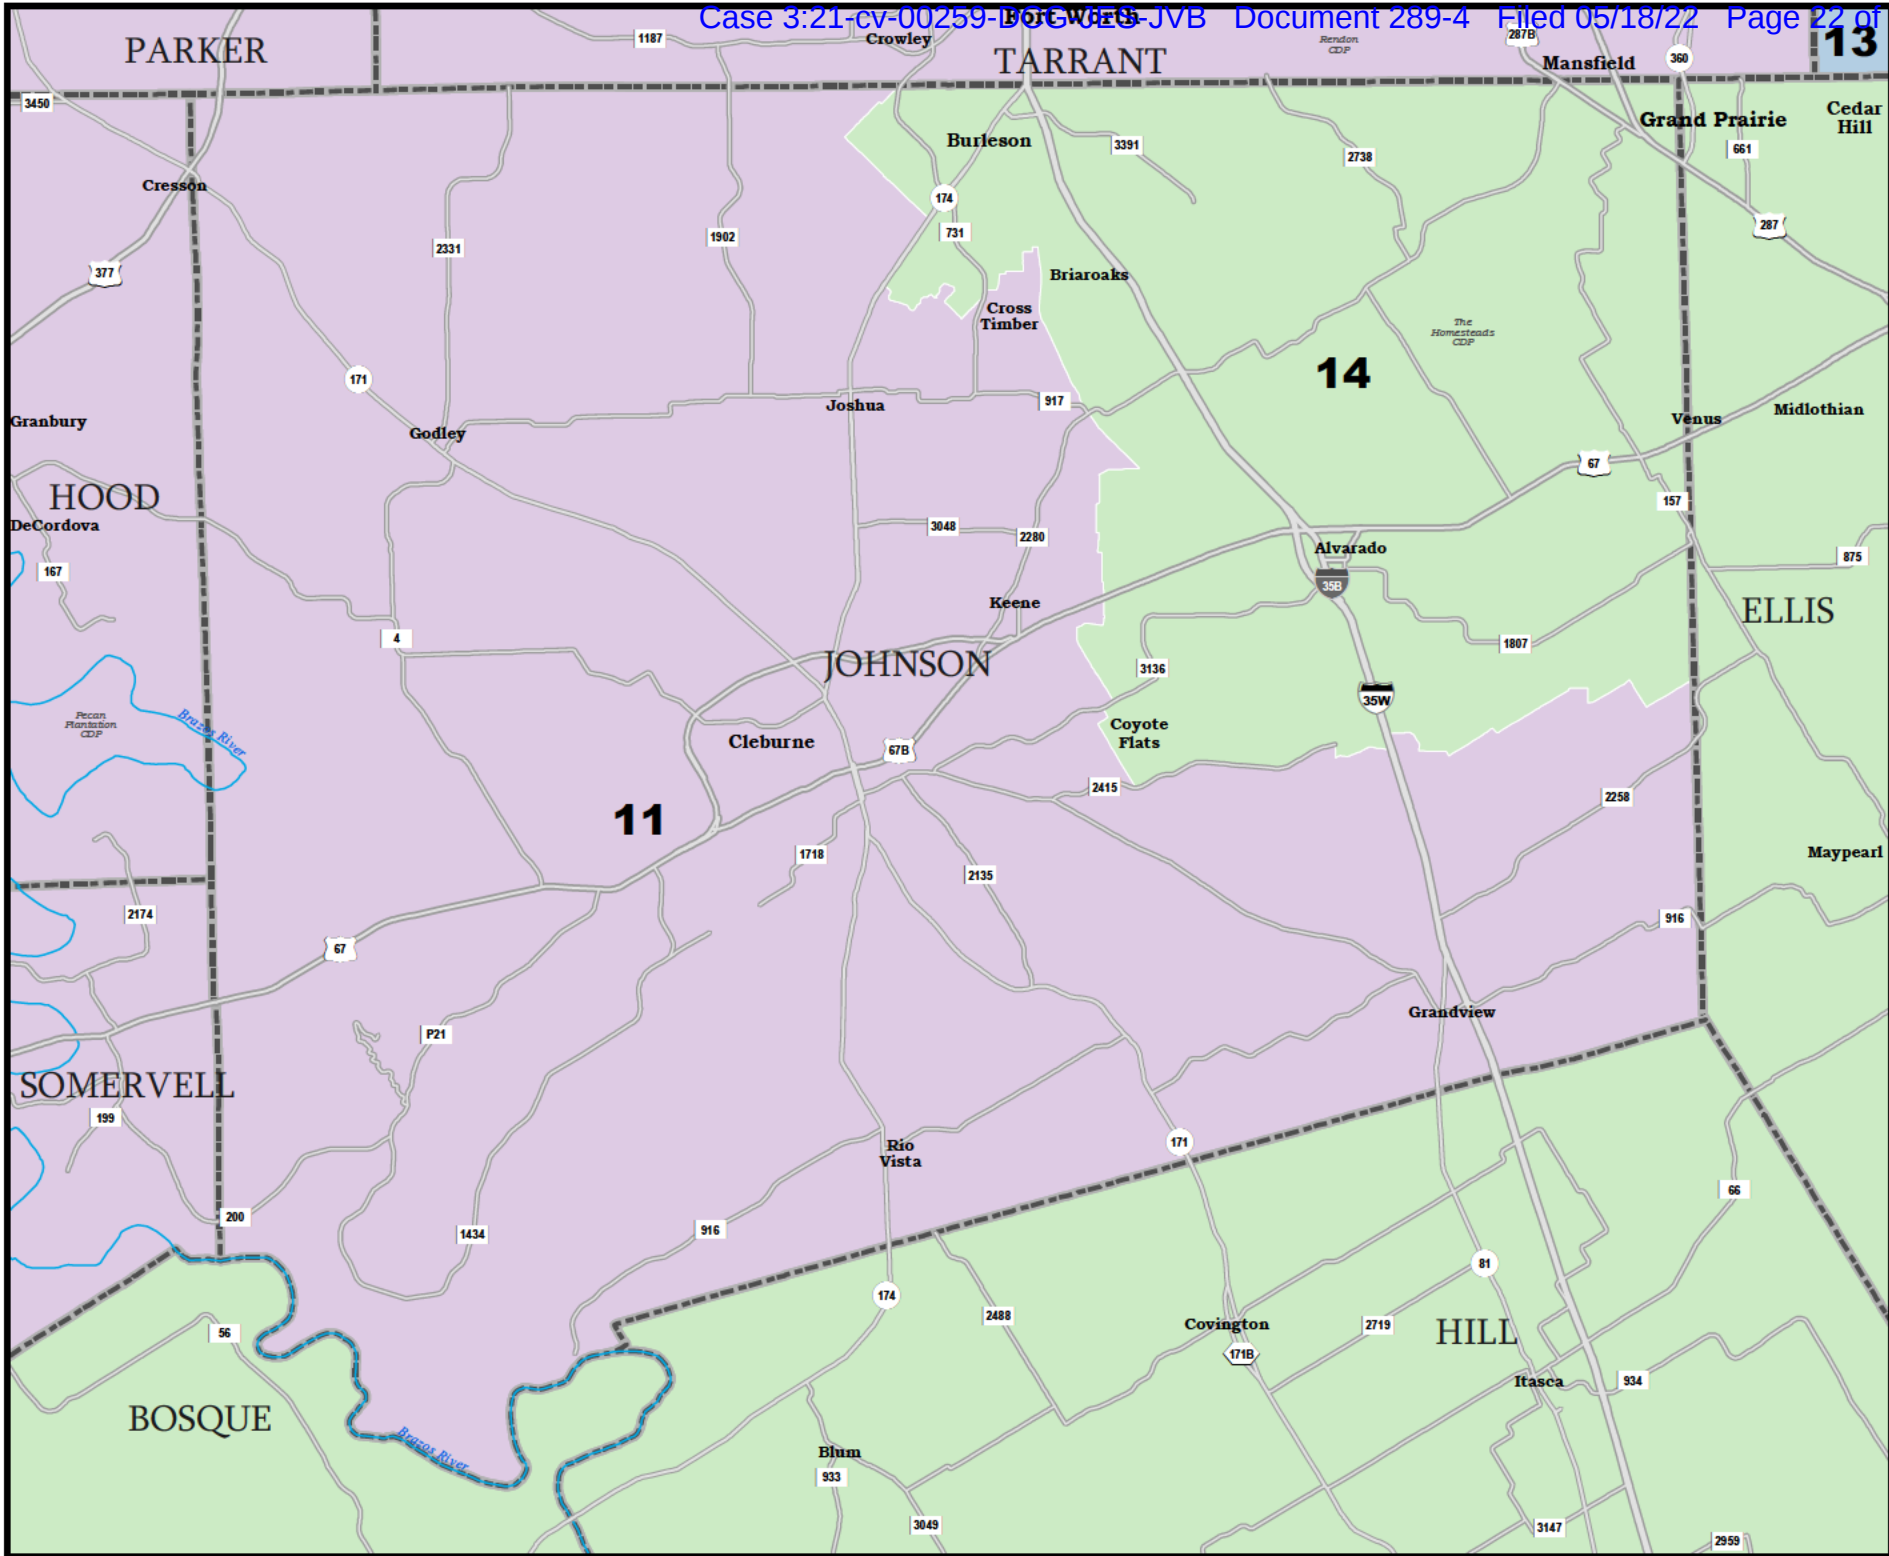 Case 3:21-cv-00259-DCG-JES-JVB Document 289-4 Filed 05/18/22 Page 22 of
Fort Worth
PARKER
1187
Crowley
TARRANT
Rendon
CDP
287B
Mansfield
360
13
3450
Burleson
3391
2738
Grand Prairie
661
Cedar
Hill
Cresson
174
731
1902
2331
287
377
Briaroaks
Cross
Timber
The
Homesteads
CDP
171
14
Granbury
Godley
Joshua
917
Venus
Midlothian
67
HOOD
157
DeCordova
3048
2280
Alvarado
875
167
35B
Keene
ELLIS
4
JOHNSON
3136
1807
35W
Pecan
Plantation
CDP
Brazos River
Cleburne
67B
Coyote
Flats
2415
2258
11
1718
2135
Maypearl
2174
67
916
Grandview
P21
SOMERVELL
199
Rio
Vista
171
66
200
1434
916
81
174
2488
56
Covington
2719
HILL
171B
Itasca
934
BOSQUE
Brazos River
Blum
933
3049
3147
2959